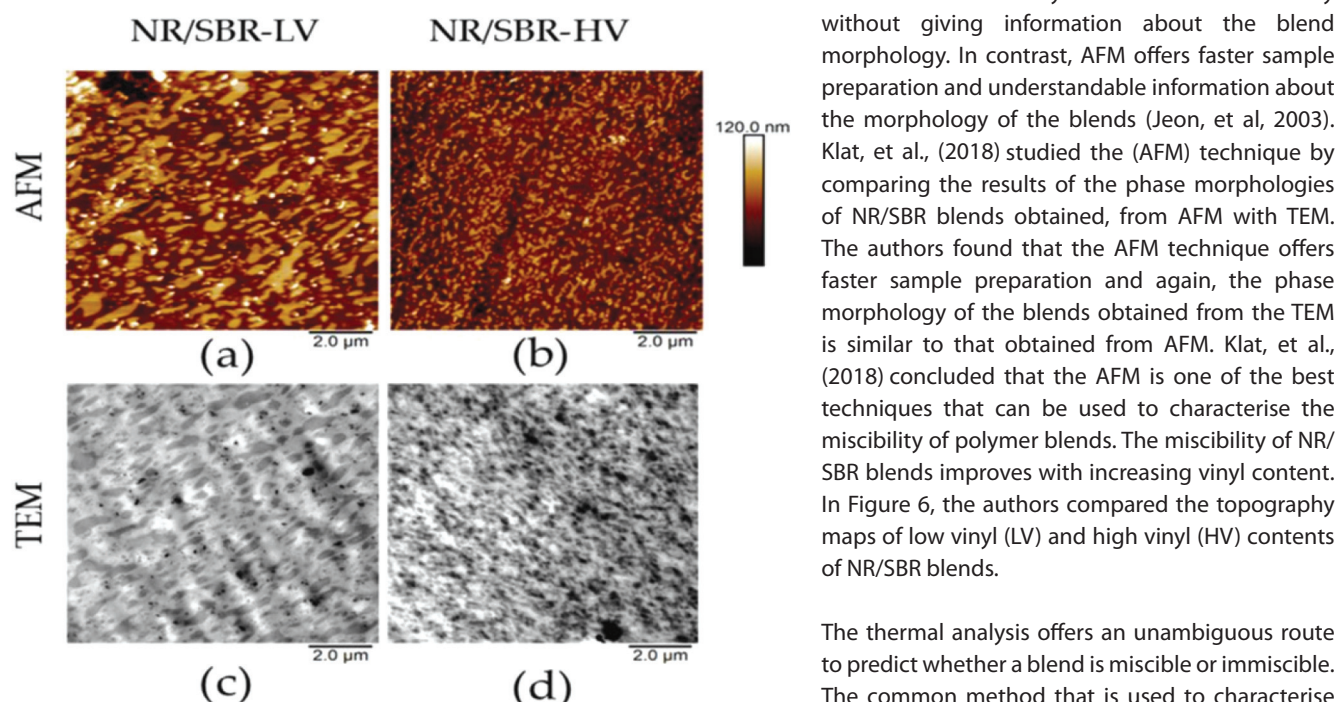 NR/SBR-LV NR/SBR-HV
AFM
120.0 nm
2.0 µm 2.0 µm
(a) (b)
TEM
2.0 µm 2.0 µm
(c) (d)
without giving information about the blend
morphology. In contrast, AFM offers faster sample
preparation and understandable information about
the morphology of the blends (Jeon, et al, 2003).
Klat, et al., (2018) studied the (AFM) technique by
comparing the results of the phase morphologies
of NR/SBR blends obtained, from AFM with TEM.
The authors found that the AFM technique offers
faster sample preparation and again, the phase
morphology of the blends obtained from the TEM
is similar to that obtained from AFM. Klat, et al.,
(2018) concluded that the AFM is one of the best
techniques that can be used to characterise the
miscibility of polymer blends. The miscibility of NR/
SBR blends improves with increasing vinyl content.
In Figure 6, the authors compared the topography
maps of low vinyl (LV) and high vinyl (HV) contents
of NR/SBR blends.
The thermal analysis offers an unambiguous route
to predict whether a blend is miscible or immiscible.
The common method that is used to characterise